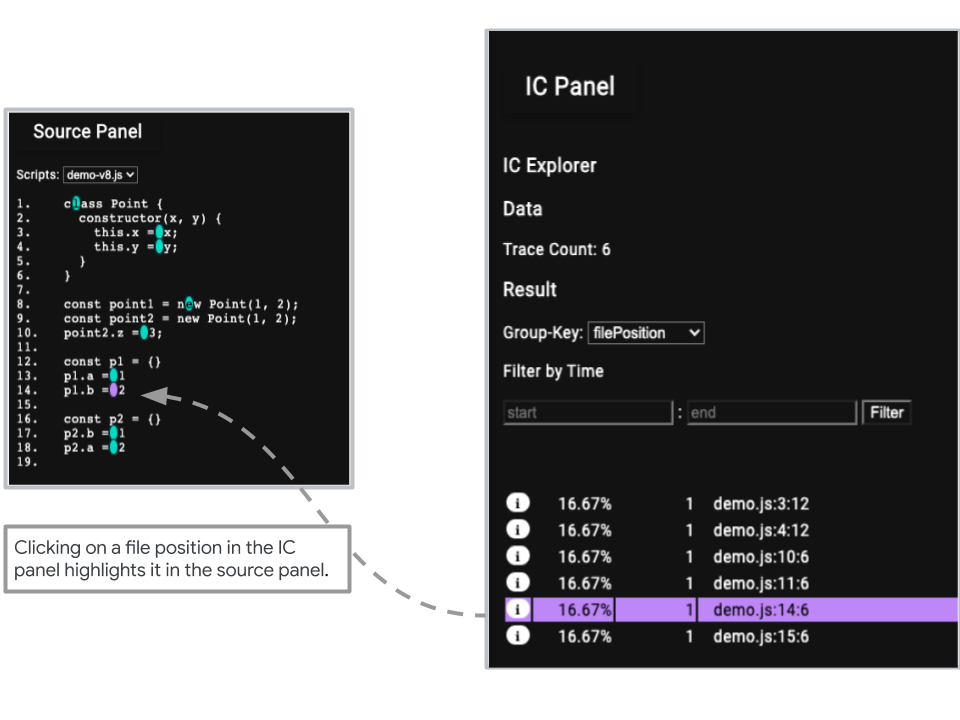 Source Panel
Scripts: demo-v8.js
1. class Point {
2. constructor(x, y) {
3. this.x = x;
4. this.y = y;
5. }
6. }
7.
8. const point1 = new Point(1, 2);
9. const point2 = new Point(1, 2);
10. point2.z = 3;
11.
12. const p1 = {}
13. p1.a = 1
14. p1.b = 2
15.
16. const p2 = {}
17. p2.b = 1
18. p2.a = 2
19.
Clicking on a file position in the IC
panel highlights it in the source panel.
IC Panel
IC Explorer
Data
Trace Count: 6
Result
Group-Key: filePosition
Filter by Time
start : end Filter
i 16.67% 1 demo.js:3:12
i 16.67% 1 demo.js:4:12
i 16.67% 1 demo.js:10:6
i 16.67% 1 demo.js:11:6
i 16.67% 1 demo.js:14:6
i 16.67% 1 demo.js:15:6